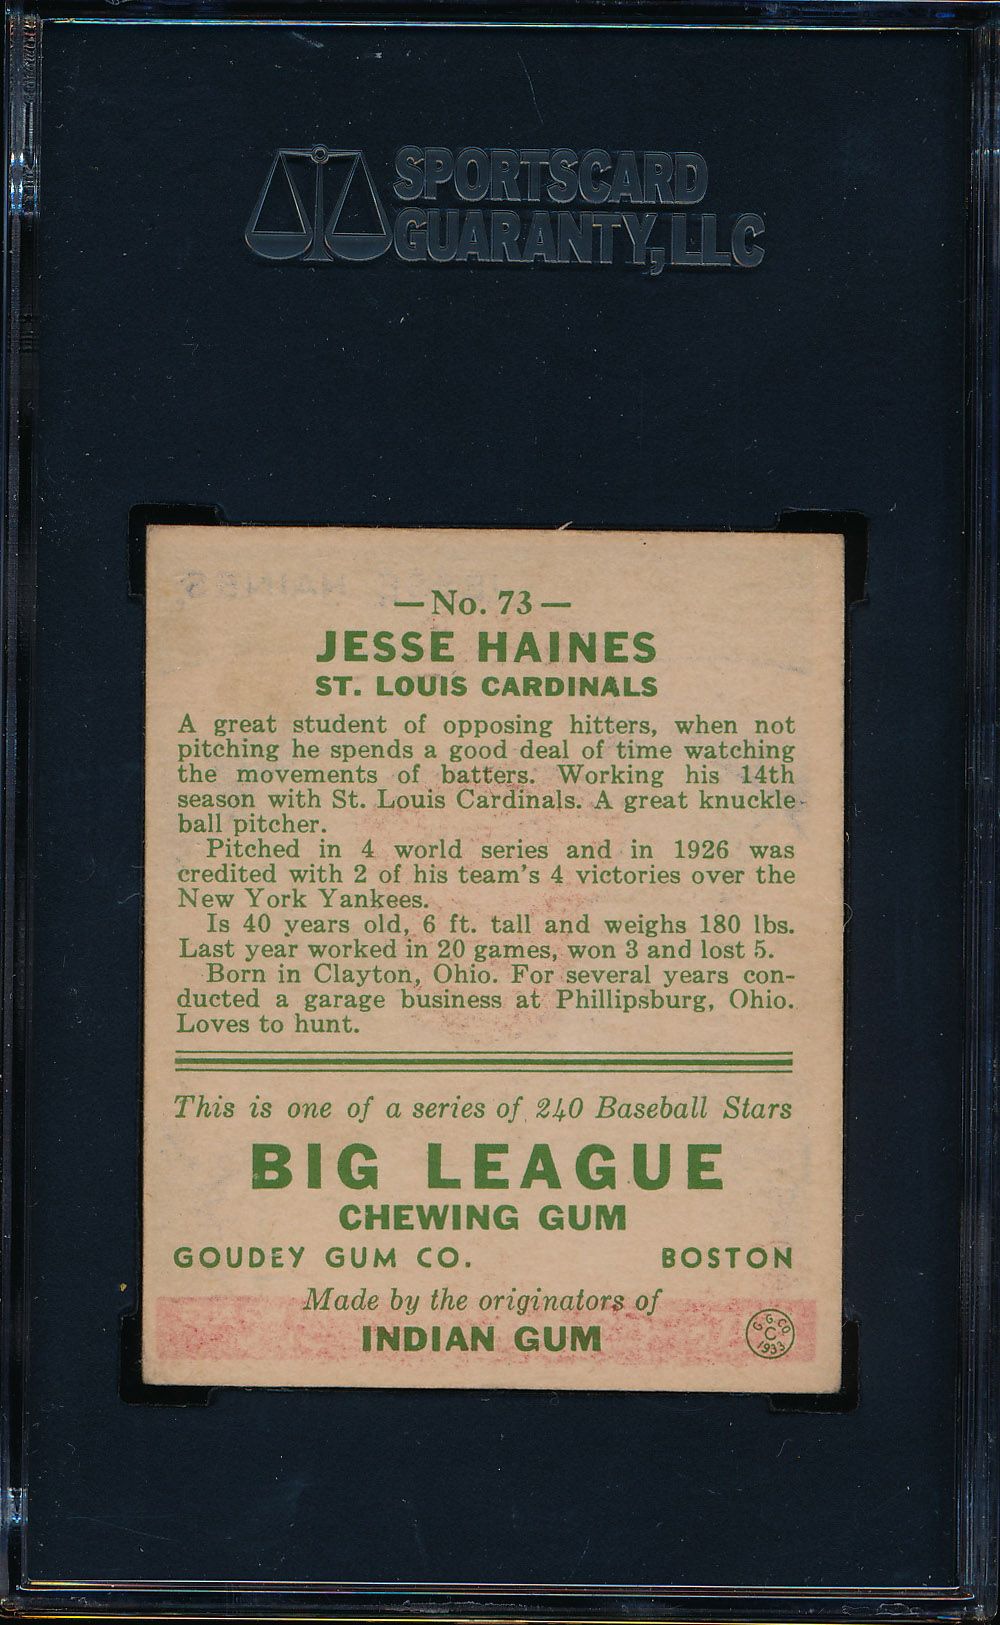 SPORTSCARD
GUARANTY, LLC
— No. 73 —
JESSE HAINES
ST. LOUIS CARDINALS
A great student of opposing hitters, when not
pitching he spends a good deal of time watching
the movements of batters. Working his 14th
season with St. Louis Cardinals. A great knuckle-
ball pitcher.
Pitched in 4 world series and in 1926 was
credited with 2 of his team's 4 victories over the
New York Yankees.
Is 40 years old, 6 ft. tall and weighs 180 lbs.
Last year worked in 20 games, won 3 and lost 5.
Born in Clayton, Ohio. For several years con-
ducted a garage business at Phillipsburg, Ohio.
Loves to hunt.
This is one of a series of 240 Baseball Stars
BIG LEAGUE
CHEWING GUM
GOUDEY GUM CO. BOSTON
Made by the originators of
INDIAN GUM
G. G. CO.
C
1933